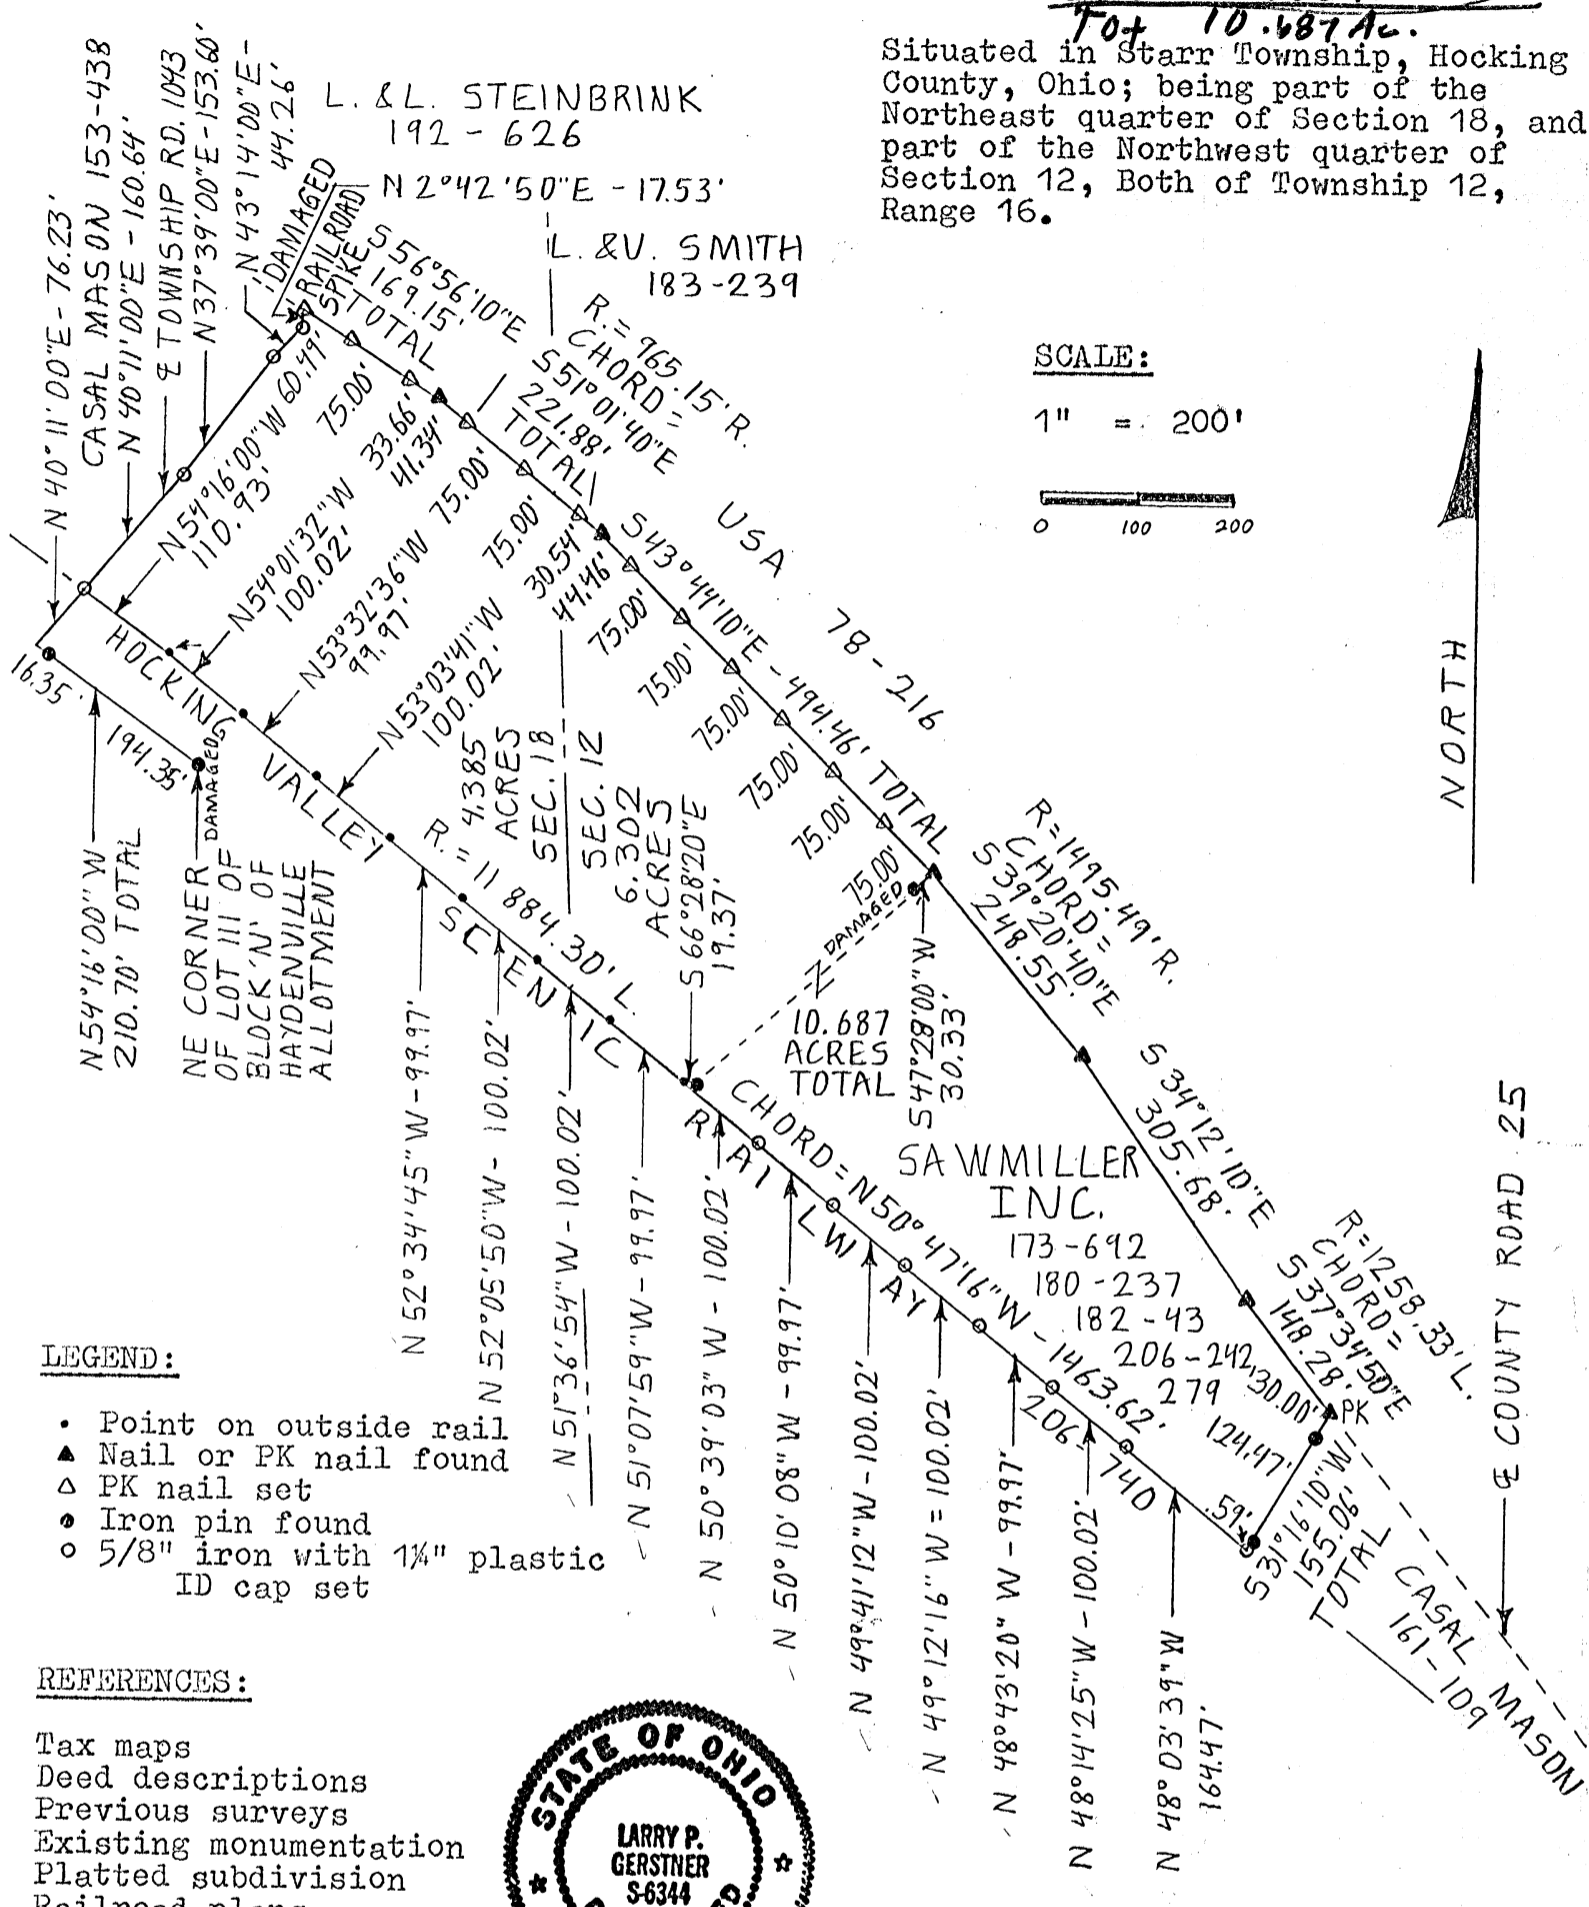 Tot 10.687 Ac.
Situated in Starr Township, Hocking
County, Ohio; being part of the
Northeast quarter of Section 18, and
part of the Northwest quarter of
Section 12, Both of Township 12,
Range 16.
L. & L. STEINBRINK
192 - 626
N 2°42'50"E - 17.53'
L. & V. SMITH
183-239
N 40°11'00"E - 76.23'
CASAL MASON 153-438
N 40°11'00"E - 160.64'
℄ TOWNSHIP RD. 1043
N37°39'00"E-153.60'
N 43°14'00"E-
44.26'
DAMAGED
RAILROAD
SPIKE
S 56°56'10"E
169.15'
TOTAL
R. = 965.15' R.
CHORD =
S 51°01'40"E
221.88'
TOTAL
USA 78-216
SCALE:
1" = 200'
0 100 200
NORTH
N54°16'00"W 60.49'
110.93'
75.00'
N54°01'32"W 33.66'
100.02' 41.34'
N53°32'36"W 75.00'
99.97'
75.00'
N53°03'41"W 30.54'
100.02' 44.46'
75.00'
75.00'
75.00'
75.00'
75.00'
75.00'
S43°44'10"E - 494.46' TOTAL
16.35'
194.35'
HOCKING VALLEY SCENIC RAILWAY
R. = 11 884.30' L.
4.385
ACRES
SEC. 18
SEC. 12
6.302
ACRES
S 66°28'20"E
19.37'
N54°16'00"W
210.70' TOTAL
DAMAGED
NE CORNER
OF LOT 111 OF
BLOCK 'N' OF
HAYDENVILLE
ALLOTMENT
DAMAGED
Z
10.687
ACRES
TOTAL
S47°28'00"W
30.33'
R=1495.49' R.
CHORD =
S 39°20'40"E
248.55'
S 34°12'10"E
305.68'
R=1258.33' L.
CHORD =
S 37°34'50"E
148.28'
PK
℄ COUNTY ROAD 25
SAWMILLER
INC.
173-692
180-237
182-43
206-242,
279
206-740
CHORD = N50°47'16"W - 1463.62'
30.00'
124.47'
.59'
S 31°16'10"W
155.06'
TOTAL
CASAL MASON
161-109
N 52°34'45"W-99.97'
N 52°05'50"W - 100.02'
N 51°36'54"W - 100.02'
N 51°07'59"W - 99.97'
N 50°39'03"W - 100.02'
N 50°10'08"W - 99.97'
N 49°41'12"W - 100.02'
N 49°12'16"W = 100.02'
N 48°43'20"W - 99.97'
N 48°14'25"W - 100.02'
N 48°03'39"W
164.47'
LEGEND:
• Point on outside rail
▲ Nail or PK nail found
△ PK nail set
● Iron pin found
○ 5/8" iron with 1¼" plastic
ID cap set
REFERENCES:
Tax maps
Deed descriptions
Previous surveys
Existing monumentation
Platted subdivision
Railroad plans
STATE OF OHIO
LARRY P.
GERSTNER
S-6344